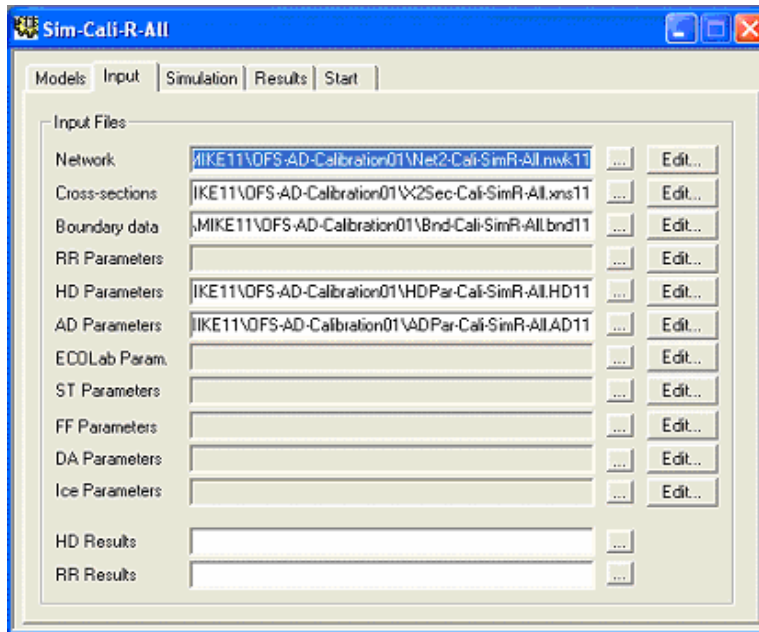 Sim-Cali-R-All
Models Input Simulation Results Start
Input Files
Network MIKE11\OFS-AD-Calibration01\Net2-Cali-SimR-All.nwk11 ... Edit...
Cross-sections IKE11\OFS-AD-Calibration01\X2Sec-Cali-SimR-All.xns11 ... Edit...
Boundary data \MIKE11\OFS-AD-Calibration01\Bnd-Cali-SimR-All.bnd11 ... Edit...
RR Parameters ... Edit...
HD Parameters IKE11\OFS-AD-Calibration01\HDPar-Cali-SimR-All.HD11 ... Edit...
AD Parameters IIKE11\OFS-AD-Calibration01\ADPar-Cali-SimR-All.AD11 ... Edit...
ECOLab Param. ... Edit...
ST Parameters ... Edit...
FF Parameters ... Edit...
DA Parameters ... Edit...
Ice Parameters ... Edit...
HD Results ...
RR Results ...